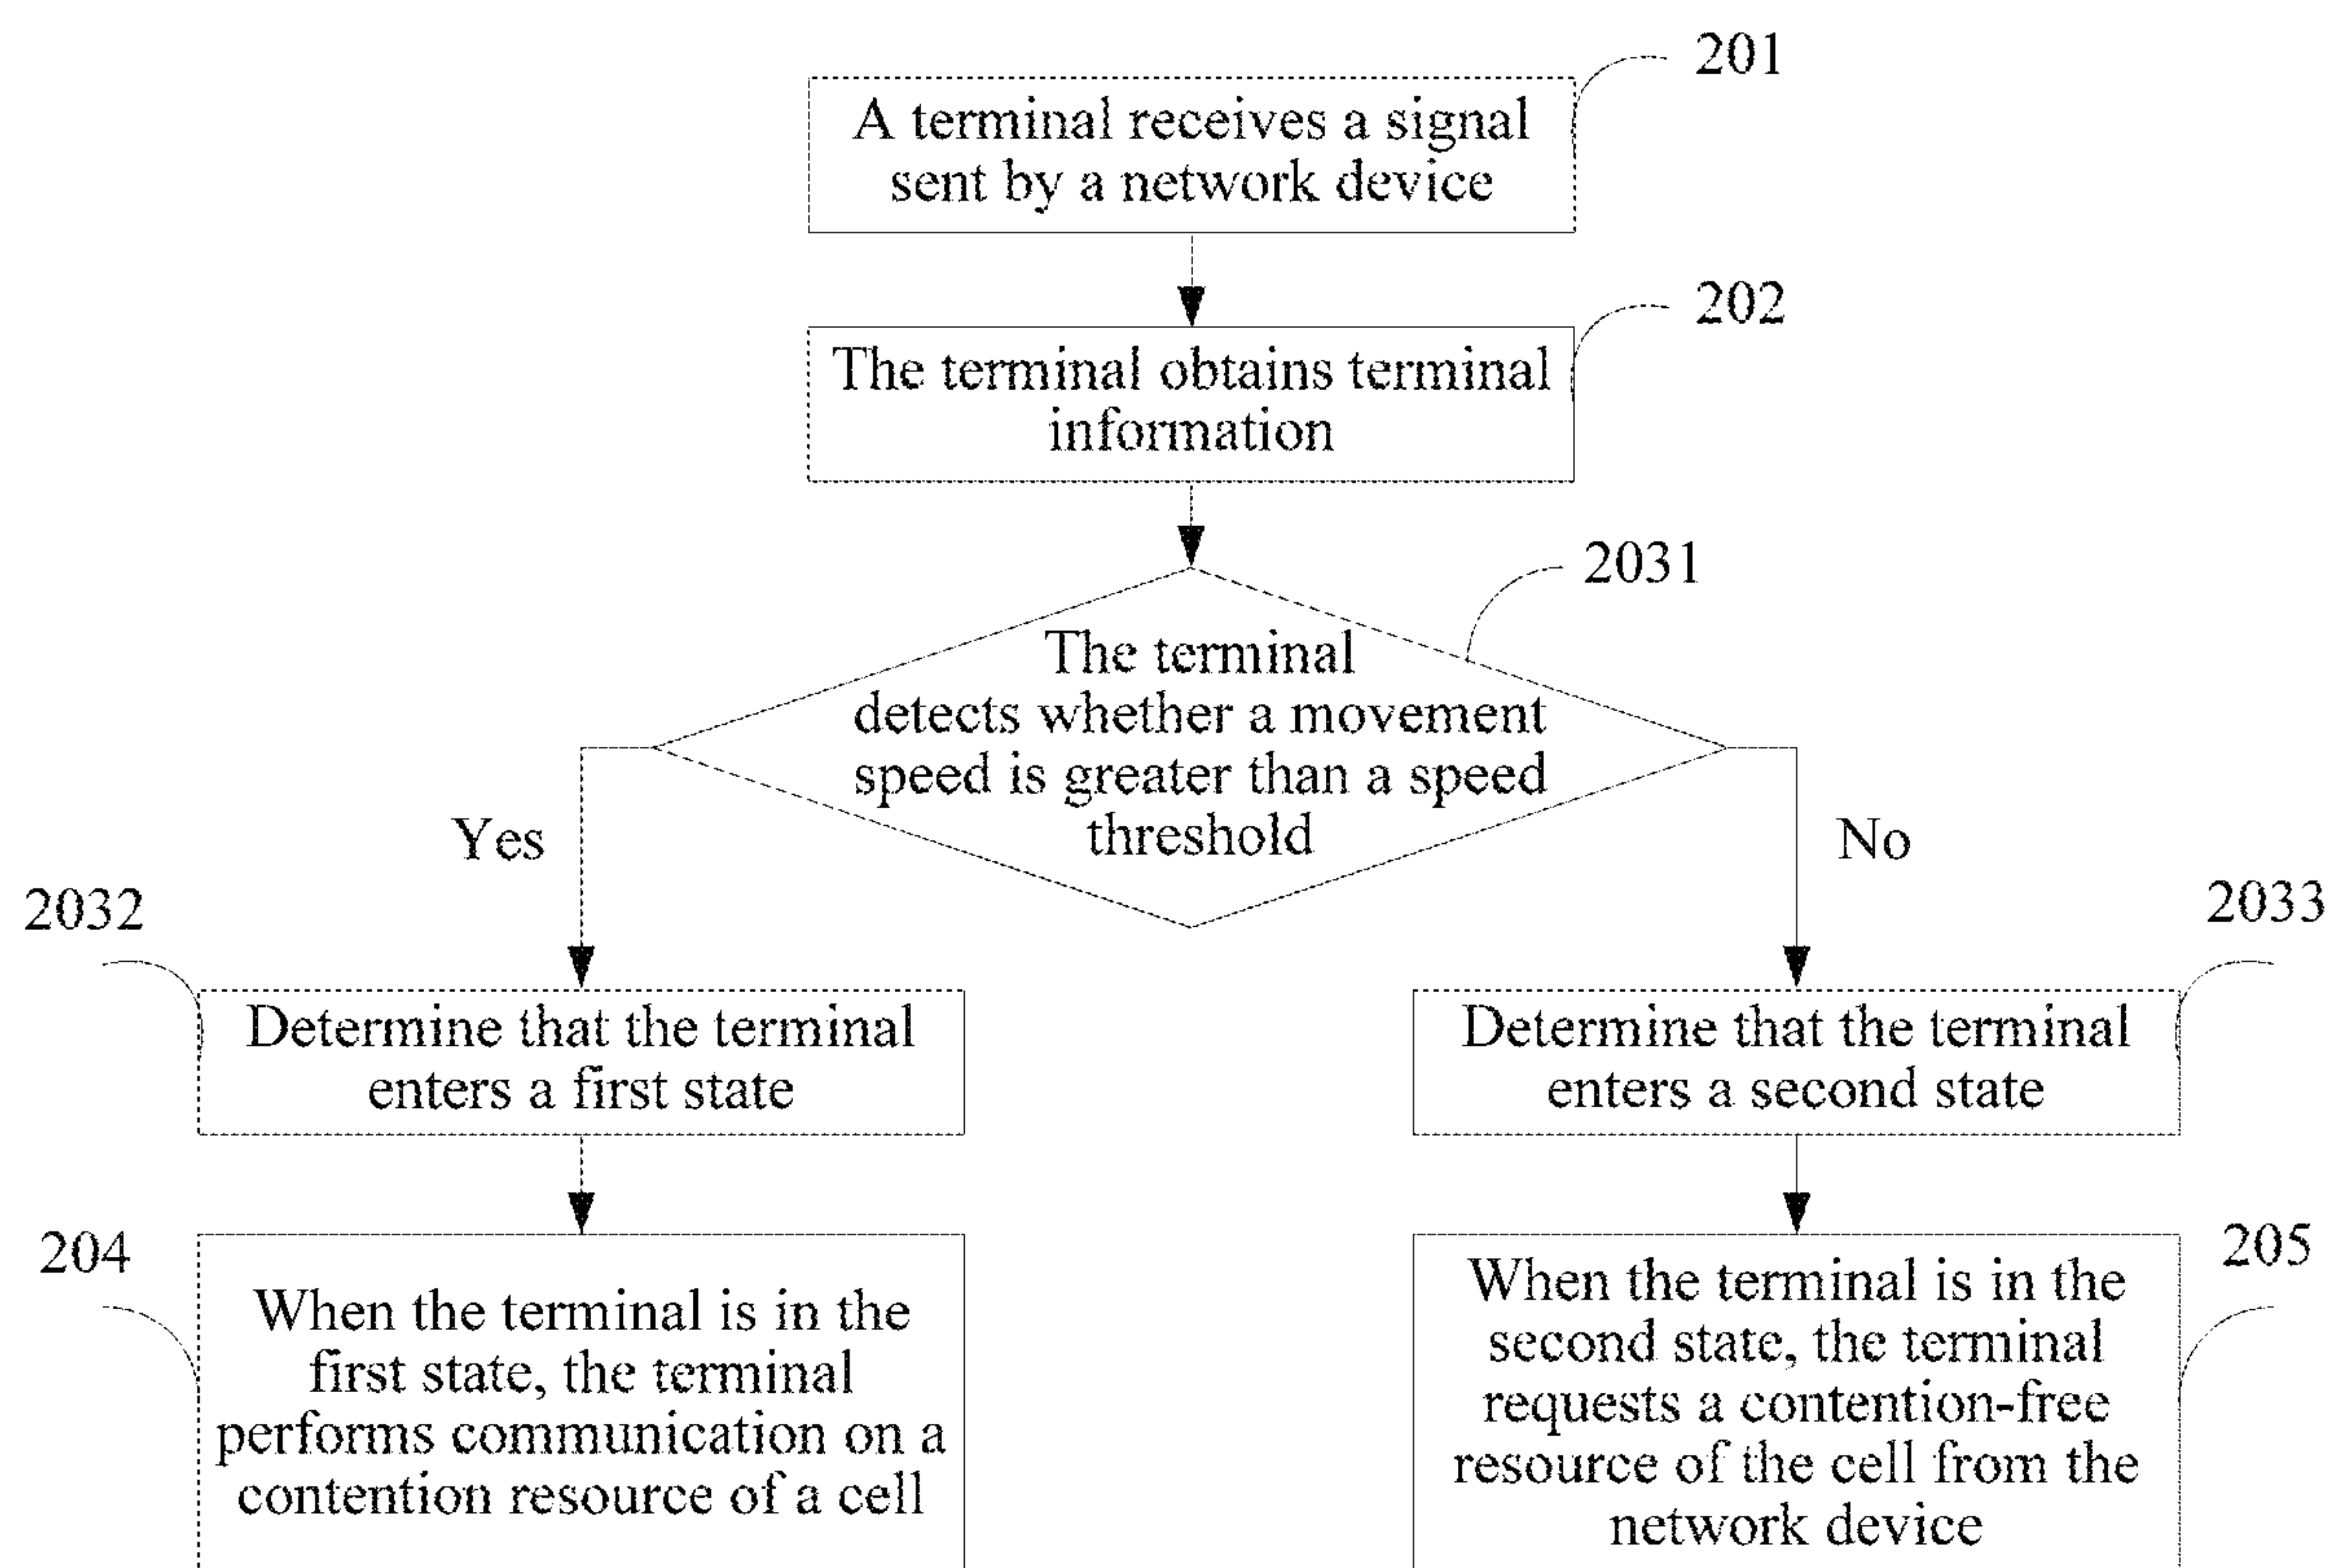 201
A terminal receives a signal
sent by a network device
202
The terminal obtains terminal
information
2031
The terminal
detects whether a movement
speed is greater than a speed
threshold
Yes
No
2032
2033
Determine that the terminal
enters a first state
Determine that the terminal
enters a second state
204
When the terminal is in the
first state, the terminal
performs communication on a
contention resource of a cell
205
When the terminal is in the
second state, the terminal
requests a contention-free
resource of the cell from the
network device